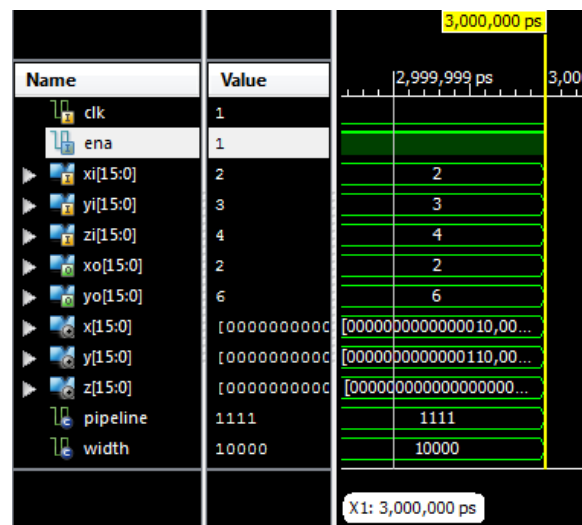 3,000,000 ps
Name Value 2,999,999 ps 3,00
clk 1
ena 1
xi[15:0] 2 2
yi[15:0] 3 3
zi[15:0] 4 4
xo[15:0] 2 2
yo[15:0] 6 6
x[15:0] [0000000000 [0000000000000010,00...
y[15:0] [0000000000 [0000000000000110,00...
z[15:0] [0000000000 [000000000000000000...
pipeline 1111 1111
width 10000 10000
X1: 3,000,000 ps